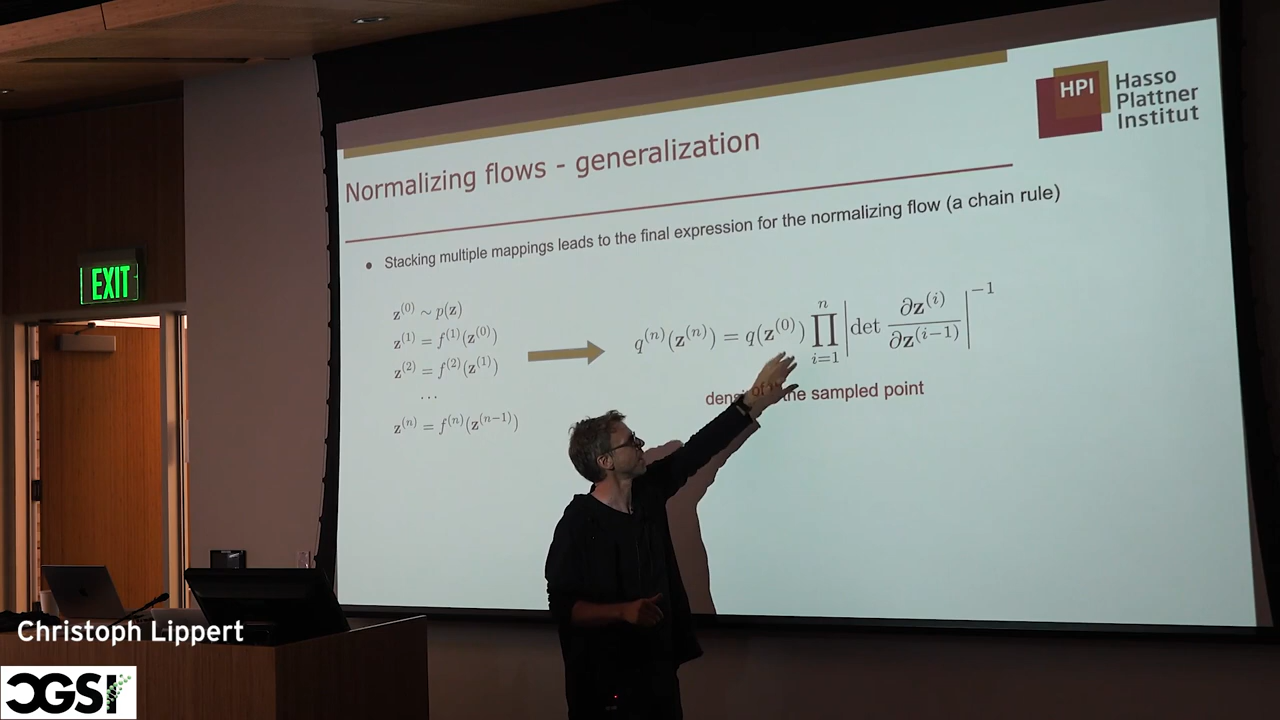 HPI Hasso
Plattner
Institut
Normalizing flows - generalization
EXIT
• Stacking multiple mappings leads to the final expression for the normalizing flow (a chain rule)
z^(0) ∼ p(z)
z^(1) = f^(1)(z^(0))
z^(2) = f^(2)(z^(1))
...
z^(n) = f^(n)(z^(n−1))
q^(n)(z^(n)) = q(z^(0)) ∏_{i=1}^{n} |det ∂z^(i)/∂z^(i−1)|^−1
the sampled point
Christoph Lippert
CGSI